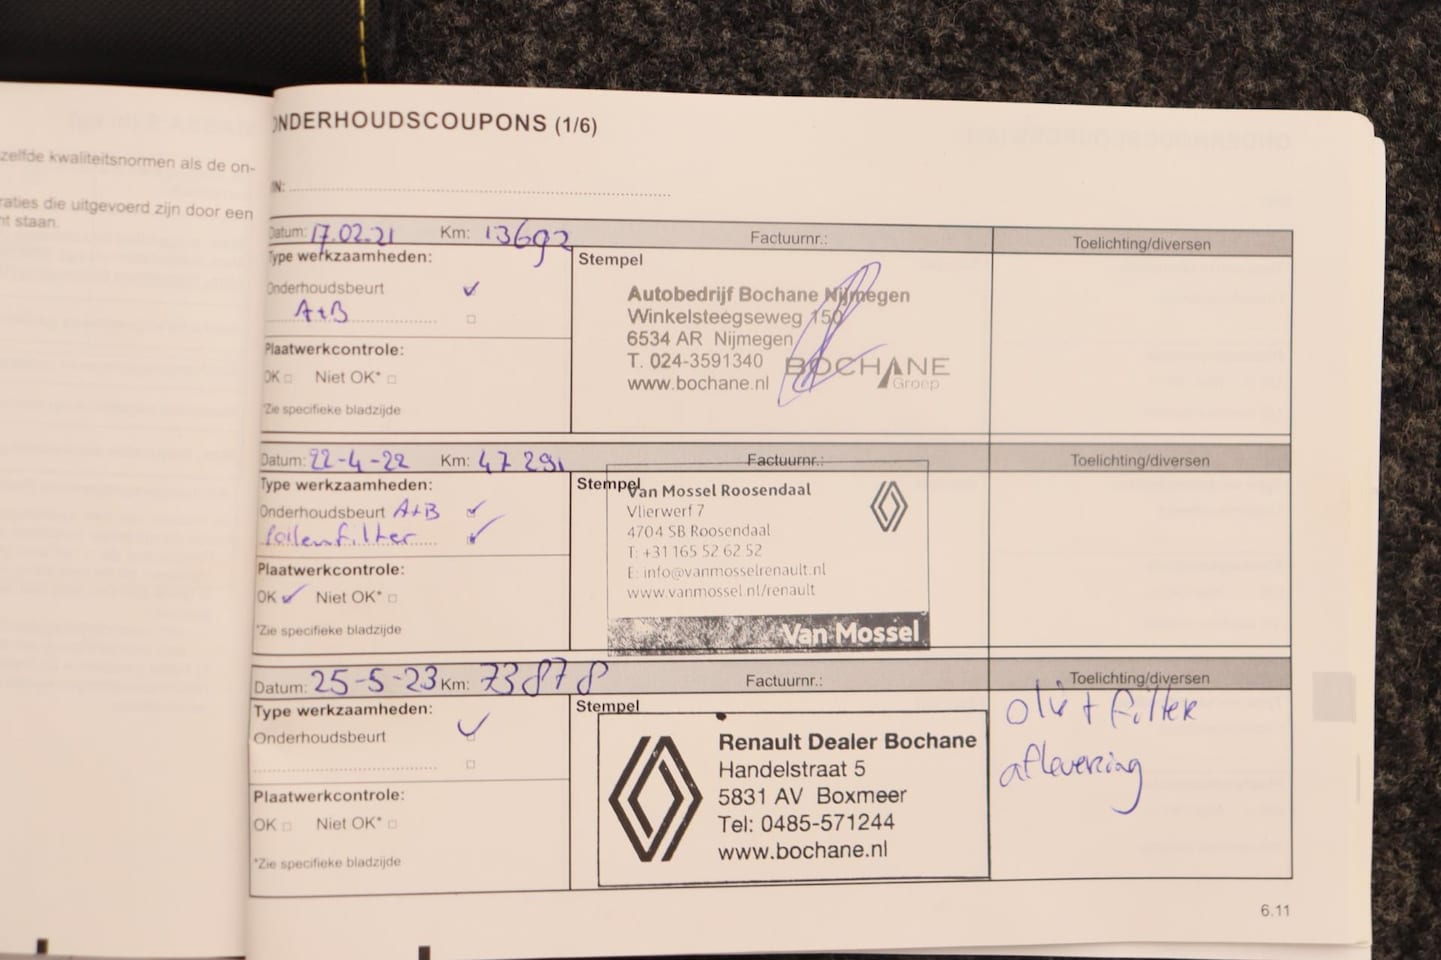 zelfde kwaliteitsnormen als de on-
raties die uitgevoerd zijn door een
nt staan.
ONDERHOUDSCOUPONS (1/6)
IN:
Datum: 17.02.21 Km: 13692 Factuurnr.: Toelichting/diversen
Type werkzaamheden: Stempel
Onderhoudsbeurt ✓
A+B □
Plaatwerkcontrole:
OK □ Niet OK* □
*Zie specifieke bladzijde
Autobedrijf Bochane Nijmegen
Winkelsteegseweg 150
6534 AR Nijmegen
T. 024-3591340
www.bochane.nl
BOCHANE
Groep
Datum: 22-4-22 Km: 47291 Factuurnr.: Toelichting/diversen
Type werkzaamheden: Stempel
Onderhoudsbeurt A+B ✓
Pollenfilter ✓
Plaatwerkcontrole:
OK ✓ Niet OK* □
*Zie specifieke bladzijde
Van Mossel Roosendaal
Vlierwerf 7
4704 SB Roosendaal
T: +31 165 52 62 52
E: info@vanmosselrenault.nl
www.vanmossel.nl/renault
Van Mossel
Datum: 25-5-23 Km: 73878 Factuurnr.: Toelichting/diversen
Type werkzaamheden: Stempel
Onderhoudsbeurt ✓
□
Plaatwerkcontrole:
OK □ Niet OK* □
*Zie specifieke bladzijde
Renault Dealer Bochane
Handelstraat 5
5831 AV Boxmeer
Tel: 0485-571244
www.bochane.nl
olie + filter
aflevering
6.11